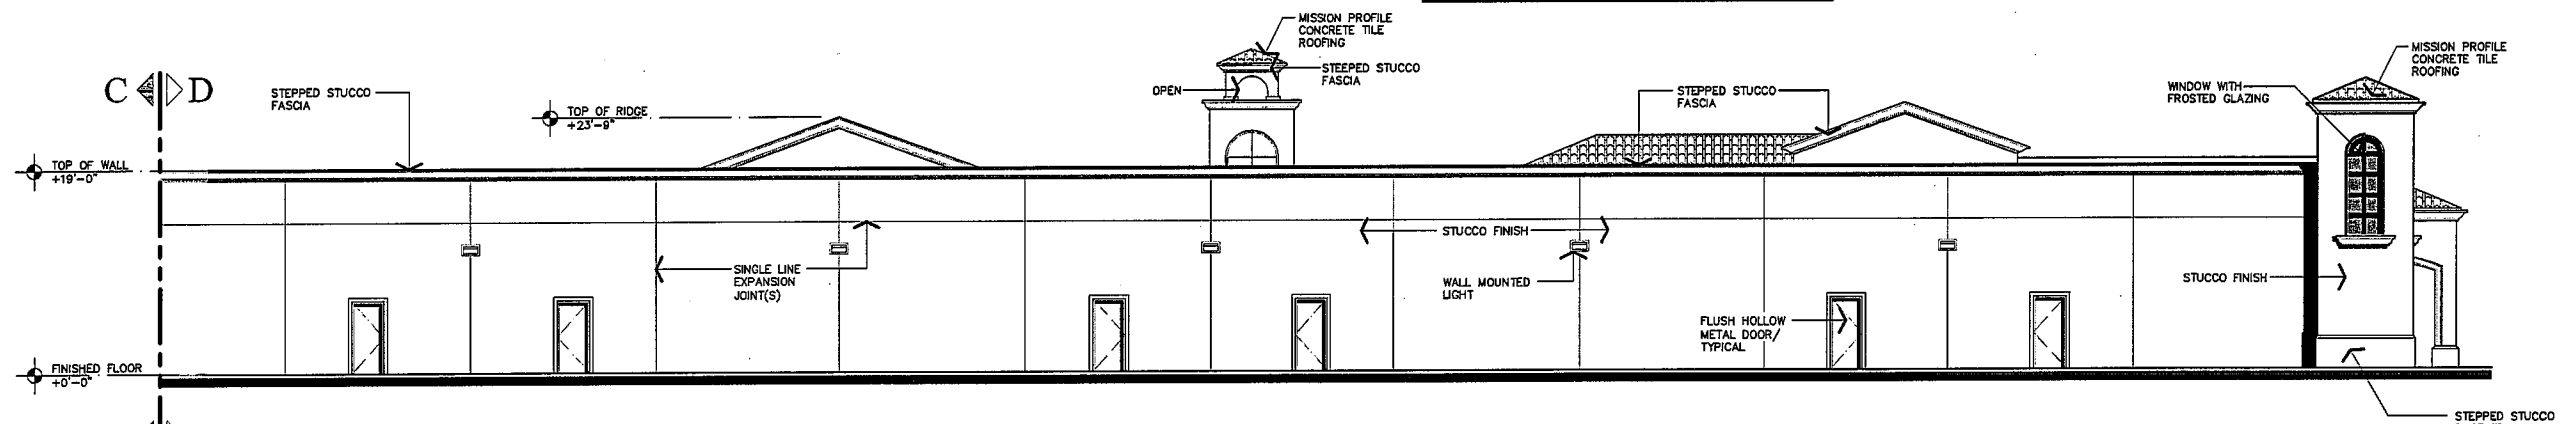 MISSION PROFILE
CONCRETE TILE
ROOFING
STEEPED STUCCO
FASCIA
OPEN
MISSION PROFILE
CONCRETE TILE
ROOFING
WINDOW WITH
FROSTED GLAZING
C D
STEPPED STUCCO
FASCIA
TOP OF RIDGE
+23'-9"
STEPPED STUCCO
FASCIA
TOP OF WALL
+19'-0"
SINGLE LINE
EXPANSION
JOINT(S)
STUCCO FINISH
WALL MOUNTED
LIGHT
STUCCO FINISH
FLUSH HOLLOW
METAL DOOR/
TYPICAL
FINISHED FLOOR
+0'-0"
STEPPED STUCCO